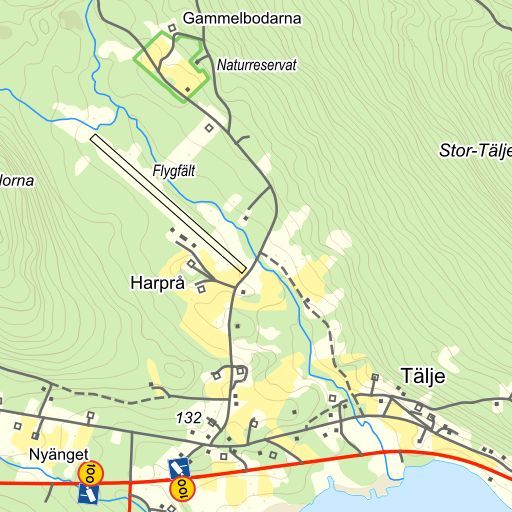 Gammelbodarna
Naturreservat
Stor-Tälje
Flygfält
Harprå
Tälje
132
Nyänget
100
100